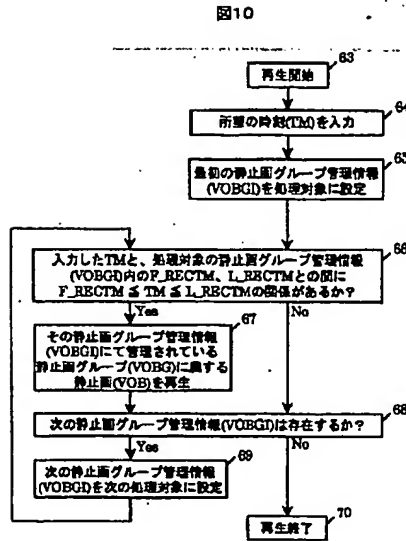 図10
63
再生開始
64
所望の時刻(TM)を入力
65
最初の静止画グループ管理情報
(VOBGI)を処理対象に設定
66
入力したTMと、処理対象の静止画グループ管理情報
(VOBGI)内のF_RECTM、L_RECTMとの間に
F_RECTM ≦ TM ≦ L_RECTMの関係があるか?
Yes
No
67
その静止画グループ管理情報
(VOBGI)にて管理されている
静止画グループ(VOBG)に属する
静止画(VOB)を再生
68
次の静止画グループ管理情報(VOBGI)は存在するか?
Yes
No
69
次の静止画グループ管理情報
(VOBGI)を次の処理対象に設定
70
再生終了